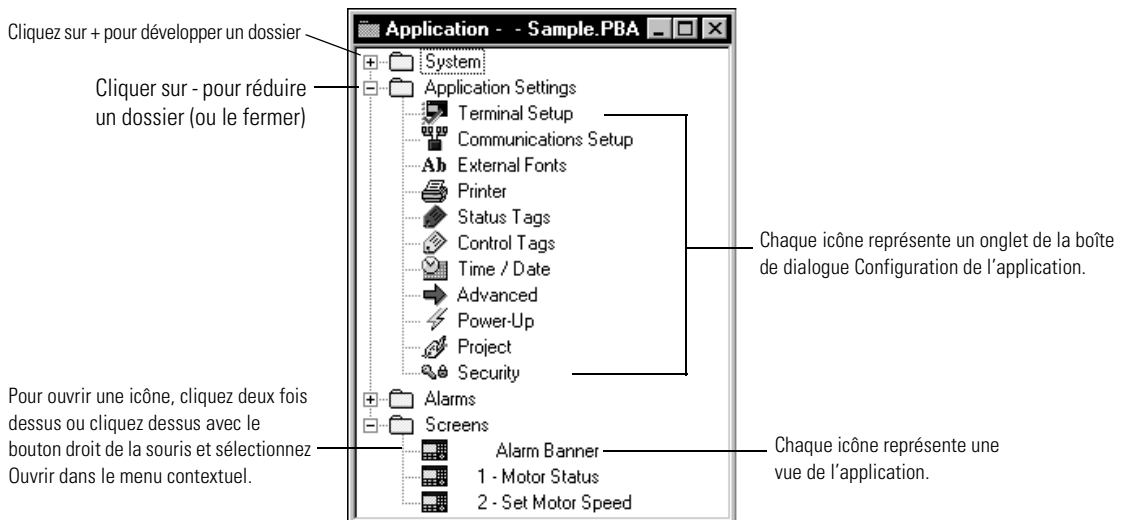 Cliquez sur + pour développer un dossier
Cliquer sur - pour réduire
un dossier (ou le fermer)
Pour ouvrir une icône, cliquez deux fois
dessus ou cliquez dessus avec le
bouton droit de la souris et sélectionnez
Ouvrir dans le menu contextuel.
Application - - Sample.PBA
System
Application Settings
Terminal Setup
Communications Setup
Ab External Fonts
Printer
Status Tags
Control Tags
Time / Date
Advanced
Power-Up
Project
Security
Alarms
Screens
Alarm Banner
1 - Motor Status
2 - Set Motor Speed
Chaque icône représente un onglet de la boîte
de dialogue Configuration de l'application.
Chaque icône représente une
vue de l'application.